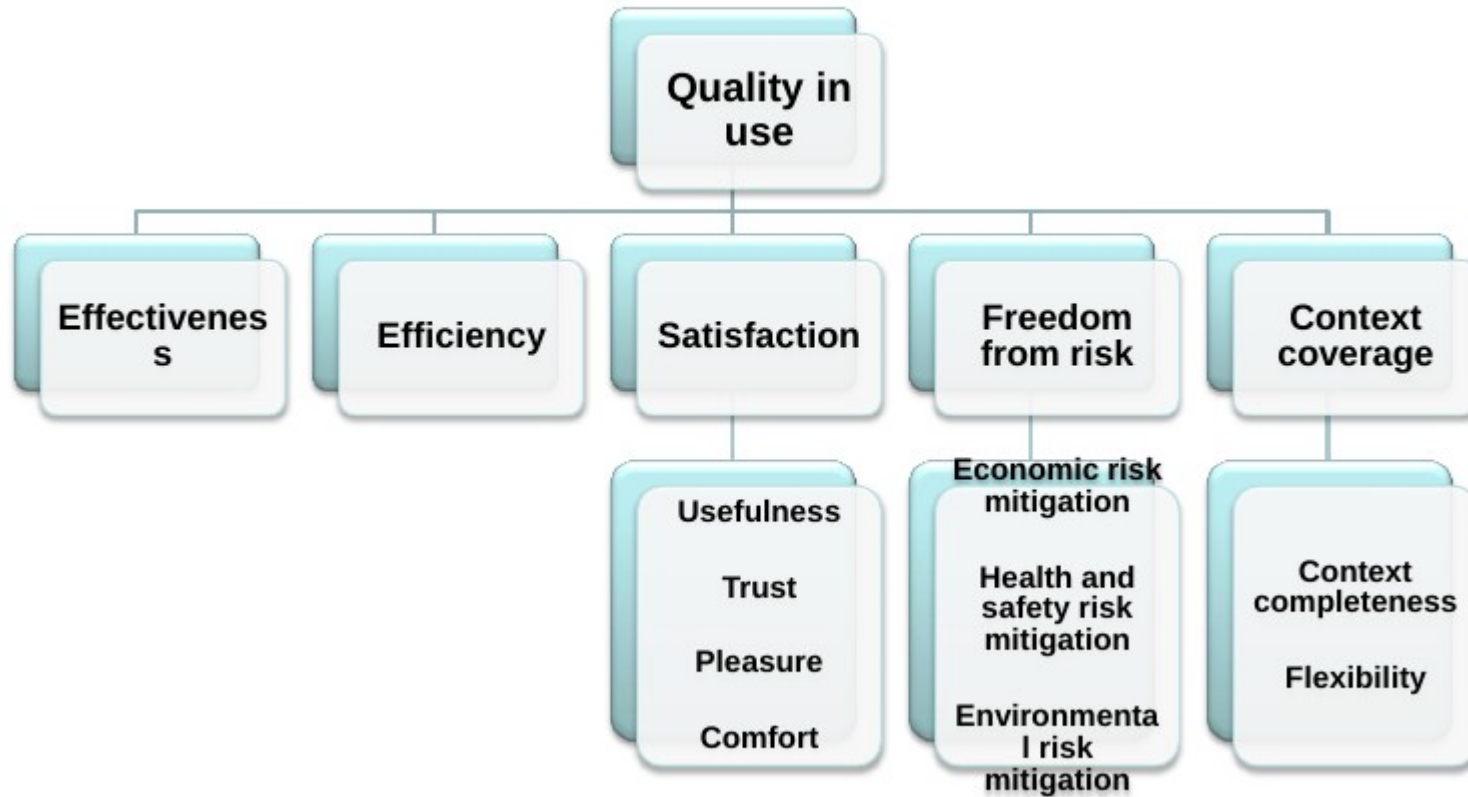 Quality in
use
Effectivenes
s
Efficiency
Satisfaction
Freedom
from risk
Context
coverage
Usefulness
Trust
Pleasure
Comfort
Economic risk
mitigation
Health and
safety risk
mitigation
Environmenta
l risk
mitigation
Context
completeness
Flexibility